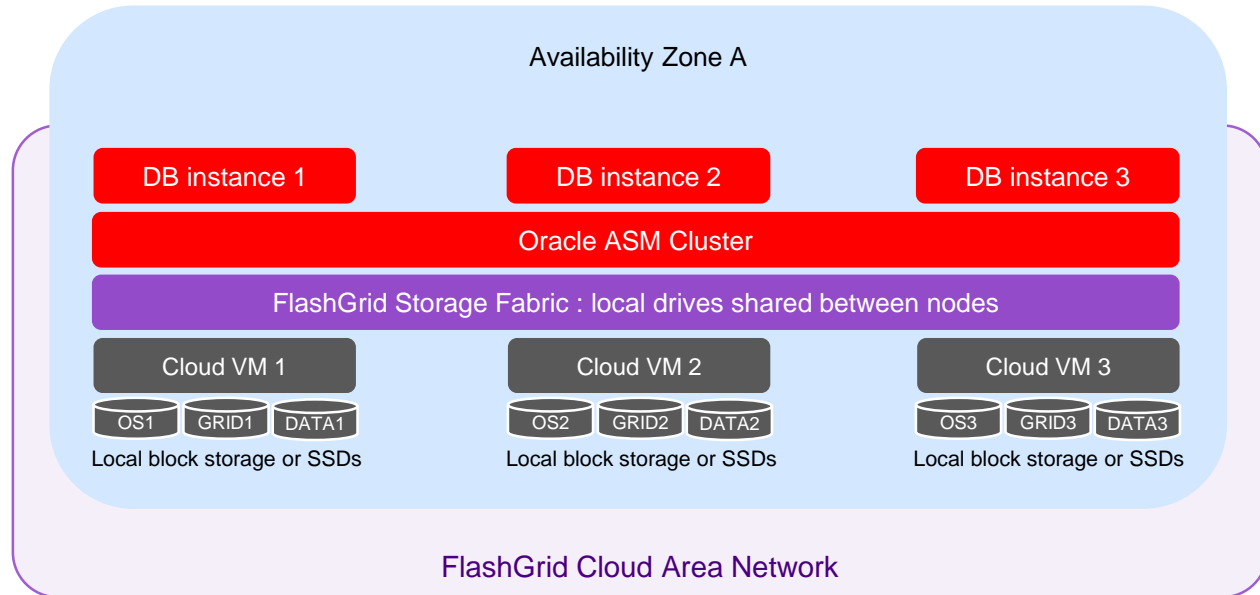 Availability Zone A
DB instance 1 DB instance 2 DB instance 3
Oracle ASM Cluster
FlashGrid Storage Fabric : local drives shared between nodes
Cloud VM 1 Cloud VM 2 Cloud VM 3
OS1 GRID1 DATA1 OS2 GRID2 DATA2 OS3 GRID3 DATA3
Local block storage or SSDs Local block storage or SSDs Local block storage or SSDs
FlashGrid Cloud Area Network